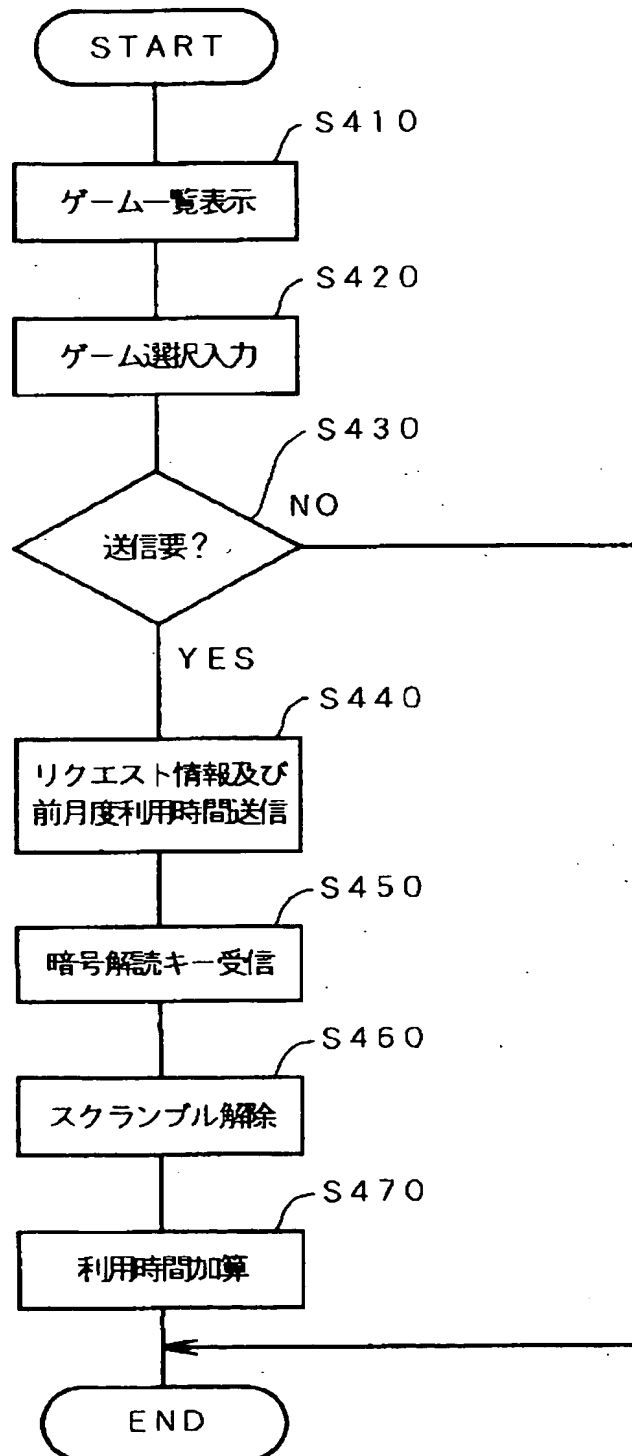 START
S410
ゲーム一覧表示
S420
ゲーム選択入力
S430
NO
送信要?
YES
S440
リクエスト情報及び
前月度利用時間送信
S450
暗号解読キー受信
S460
スクランブル解除
S470
利用時間加算
END